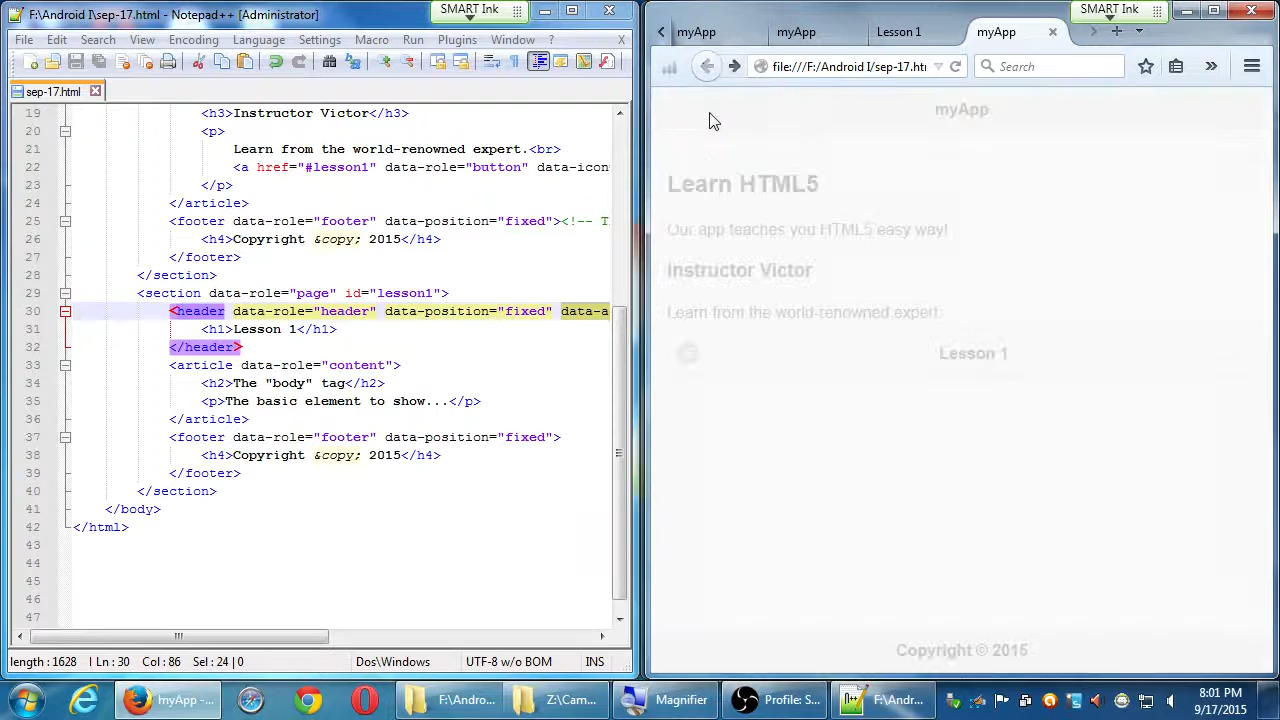 F:\Android I\sep-17.html - Notepad++ [Administrator]
SMART Ink
File Edit Search View Encoding Language Settings Macro Run Plugins Window ? X
sep-17.html
19 <h3>Instructor Victor</h3>
20 <p>
21 Learn from the world-renowned expert.<br>
22 <a href="#lesson1" data-role="button" data-icon
23 </p>
24 </article>
25 <footer data-role="footer" data-position="fixed"><!-- T
26 <h4>Copyright &copy; 2015</h4>
27 </footer>
28 </section>
29 <section data-role="page" id="lesson1">
30 <header data-role="header" data-position="fixed" data-a
31 <h1>Lesson 1</h1>
32 </header>
33 <article data-role="content">
34 <h2>The "body" tag</h2>
35 <p>The basic element to show...</p>
36 </article>
37 <footer data-role="footer" data-position="fixed">
38 <h4>Copyright &copy; 2015</h4>
39 </footer>
40 </section>
41 </body>
42 </html>
43
44
45
46
47
length : 1628 Ln : 30 Col : 86 Sel : 24 | 0 Dos\Windows UTF-8 w/o BOM INS
SMART Ink
myApp myApp Lesson 1 myApp
file:///F:/Android I/sep-17.htm Search
myApp
Learn HTML5
Our app teaches you HTML5 easy way!
Instructor Victor
Learn from the world-renowned expert.
Lesson 1
Copyright © 2015
myApp -... F:\Andro... Z:\Cam... Magnifier Profile: S... F:\Andr...
8:01 PM
9/17/2015